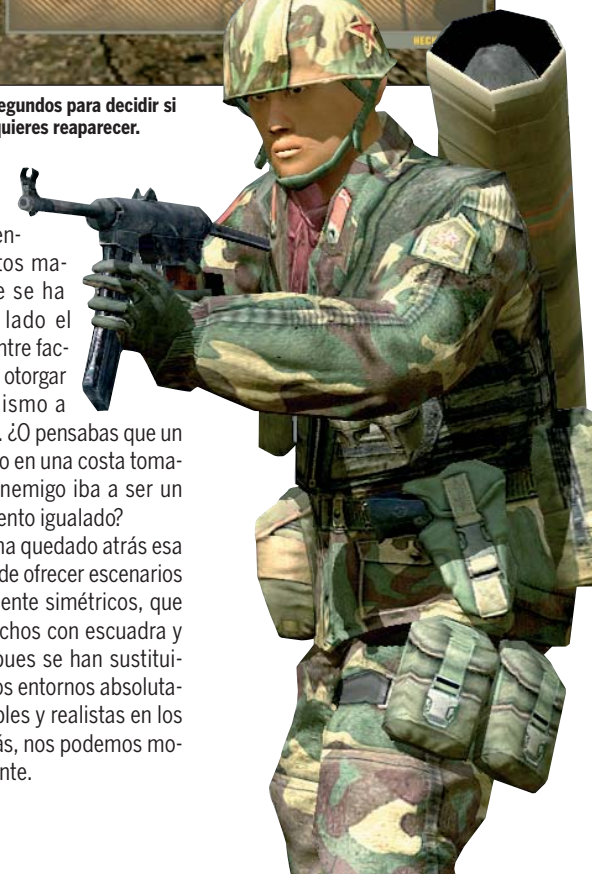 HEC
egundos para decidir si
quieres reaparecer.
en-
tos ma-
e se ha
lado el
ntre fac-
otorgar
ismo a
. ¿O pensabas que un
o en una costa toma-
nemigo iba a ser un
ento igualado?
na quedado atrás esa
de ofrecer escenarios
ente simétricos, que
chos con escuadra y
pues se han sustitui-
os entornos absoluta-
bles y realistas en los
ás, nos podemos mo-
nte.